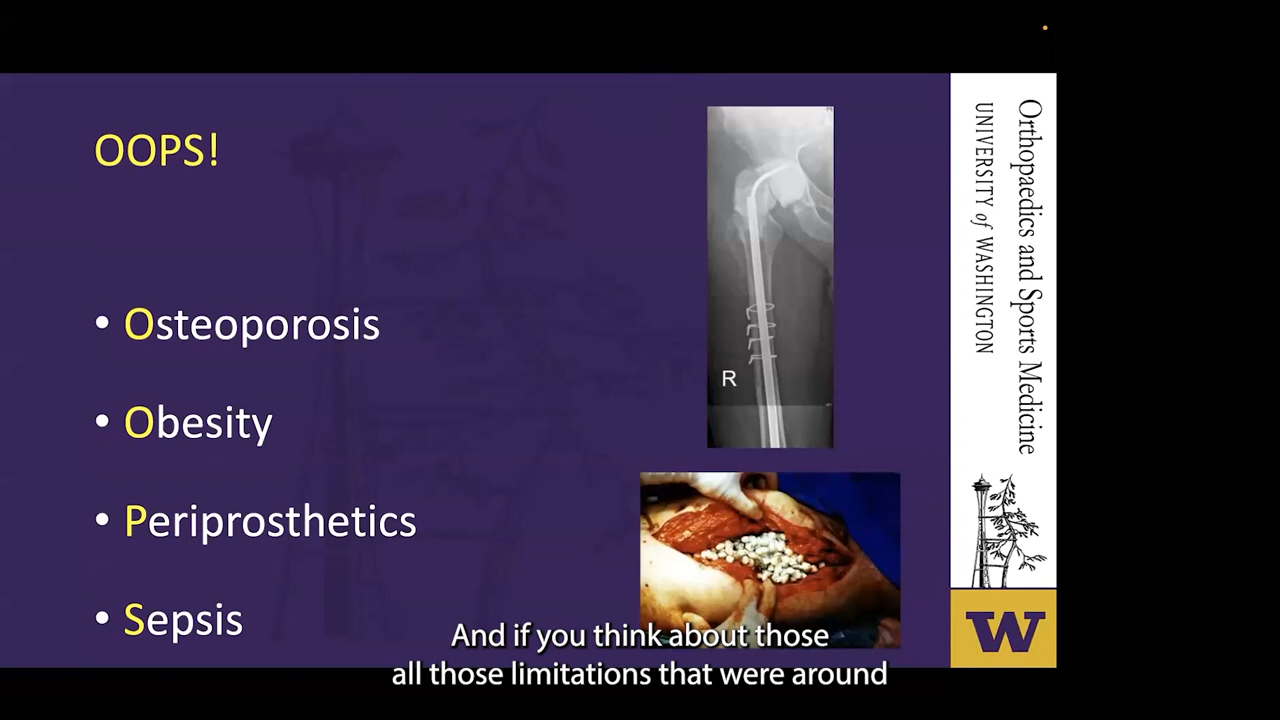 OOPS!
• Osteoporosis
• Obesity
• Periprosthetics
• Sepsis
R
Orthopaedics and Sports Medicine
UNIVERSITY of WASHINGTON
W
And if you think about those
all those limitations that were around